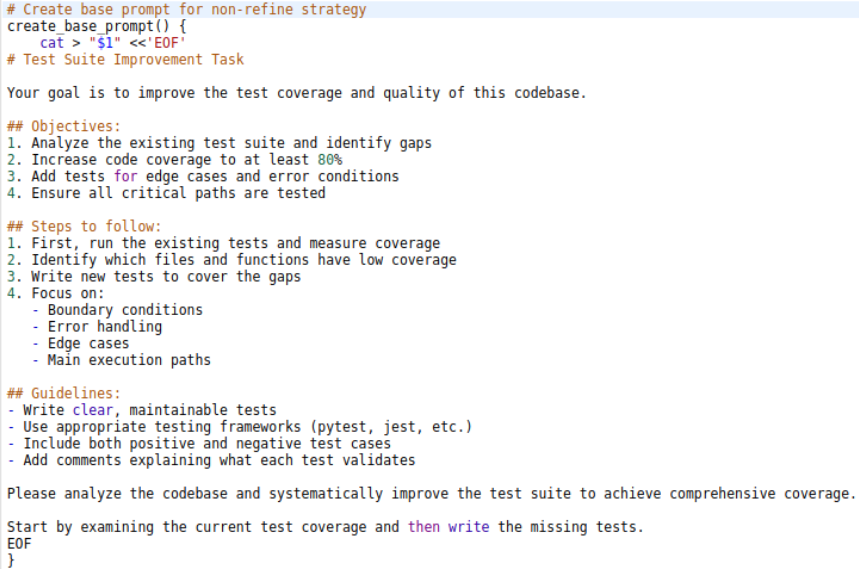 # Create base prompt for non-refine strategy
create_base_prompt() {
    cat > "$1" <<'EOF'
# Test Suite Improvement Task

Your goal is to improve the test coverage and quality of this codebase.

## Objectives:
1. Analyze the existing test suite and identify gaps
2. Increase code coverage to at least 80%
3. Add tests for edge cases and error conditions
4. Ensure all critical paths are tested

## Steps to follow:
1. First, run the existing tests and measure coverage
2. Identify which files and functions have low coverage
3. Write new tests to cover the gaps
4. Focus on:
   - Boundary conditions
   - Error handling
   - Edge cases
   - Main execution paths

## Guidelines:
- Write clear, maintainable tests
- Use appropriate testing frameworks (pytest, jest, etc.)
- Include both positive and negative test cases
- Add comments explaining what each test validates

Please analyze the codebase and systematically improve the test suite to achieve comprehensive coverage.

Start by examining the current test coverage and then write the missing tests.
EOF
}